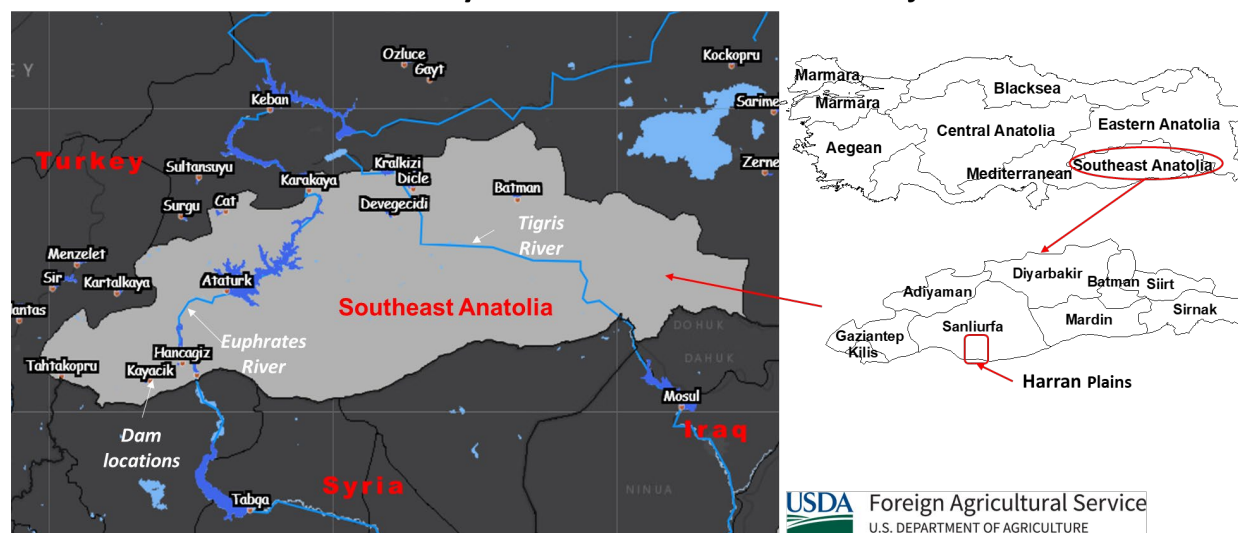 E Y
Ozluce
Gayt
Kockopru
Keban
Sarime
Turkey
Sultansuyu
Kralkizi
Dicle
Zerne
Karakaya
Batman
Surgu
Cat
Devegecidi
Tigris
River
Menzelet
Sir
Kartalkaya
Ataturk
antas
Southeast Anatolia
DOHUK
Euphrates
River
Hancagiz
DAHUK
Tahtakopru
Kayacik
Mosul
Iraq
Dam
locations
Syria
NINUA
Tabqa
Marmara
Marmara
Blacksea
Central Anatolia
Eastern Anatolia
Aegean
Mediterranean
Southeast Anatolia
Diyarbakir
Batman
Siirt
Adiyaman
Sanliurfa
Mardin
Sirnak
Gaziantep
Kilis
Harran Plains
USDA
Foreign Agricultural Service
U.S. DEPARTMENT OF AGRICULTURE